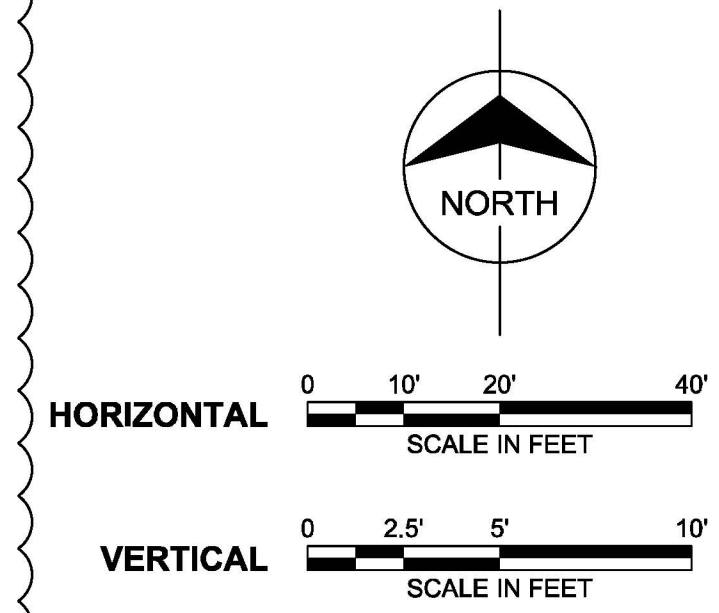 NORTH
0 10' 20' 40'
HORIZONTAL
SCALE IN FEET
0 2.5' 5' 10'
VERTICAL
SCALE IN FEET